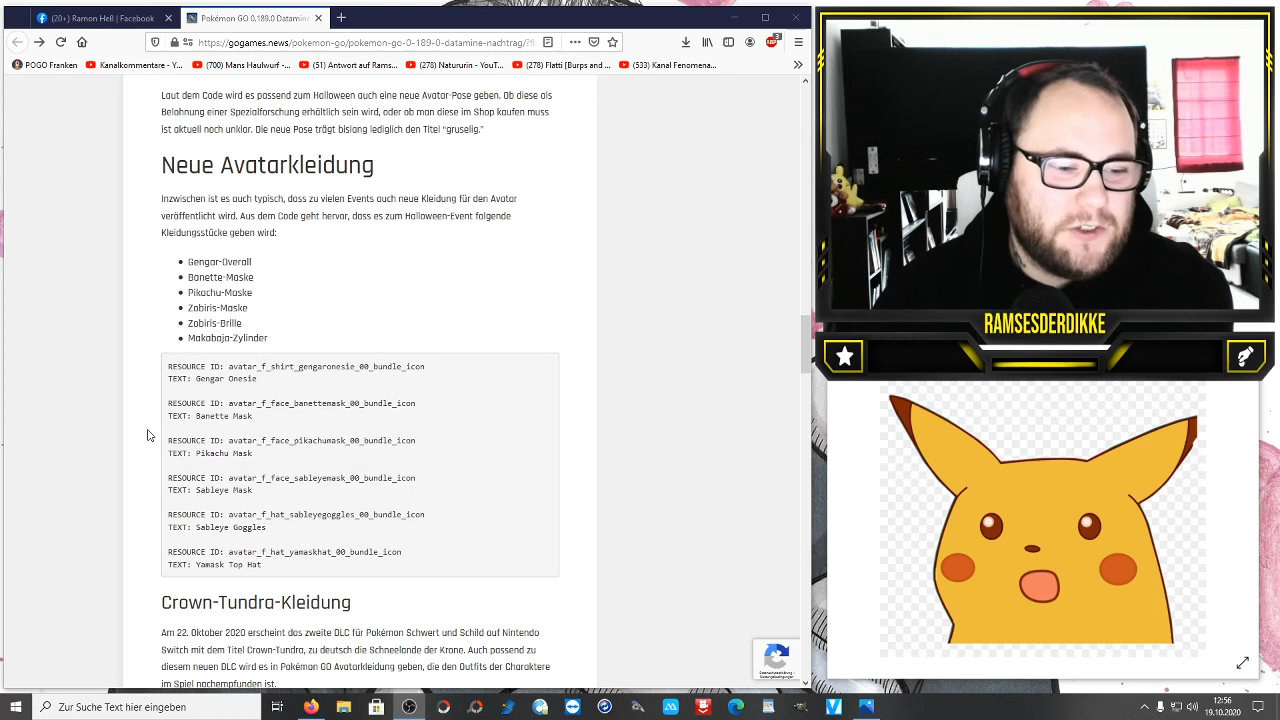 (20+) Ramon Heß | Facebook
Pokémon GO 0.189.0 Datamine
https://gogames.news/pokemon-go/pokemon-go-0-189-0-datamine-nachtrag/?f
3
POGO Franken
Kanalkommentare - Y...
(700) Mans Haulwurf - ...
(51) Antwort auf Rams...
(278) Natururin - YouT...
(278) Flatti [Burps and ...
(533) Kanal Fenomena...
Laut dem Code wird es passend zum Halloween auch eine neue Avatar-Pose geben. Ob diese als
Belohnung einer Spezialforschung erhältlich sein wird, oder ob man diese im Shop kaufen muss
ist aktuell noch unklar. Die neue Pose trägt bislang lediglich den Titel “gruselig.”
Neue Avatarkleidung
Inzwischen ist es auch typisch, dass zu vielen Events auch neue Kleidung für den Avatar
veröffentlicht wird. Aus dem Code geht hervor, dass es zum Halloween-Event folgende
Kleidungsstücke geben wird:
Gengar-Overall
Banette-Maske
Pikachu-Maske
Zobiris-Maske
Zobiris-Brille
Makabaja-Zylinder
RESOURCE ID: avatar_f_shirt_gengaronesie_00_bundle_icon
TEXT: Gengar Onesie
RESOURCE ID: avatar_f_face_banettemask_00_bundle_icon
TEXT: Banette Mask
RESOURCE ID: avatar_f_face_pikachumask_00_bundle_icon
TEXT: Pikachu Mask
RESOURCE ID: avatar_f_face_sableyemask_00_bundle_icon
TEXT: Sableye Mask
RESOURCE ID: avatar_f_hat_sableyegoggles_00_bundle_icon
TEXT: Sableye Goggles
RESOURCE ID: avatar_f_hat_yamaskhat_00_bundle_icon
TEXT: Yamask Top Hat
Crown-Tundra-Kleidung
Am 22. Oktober 2020 erscheint das zweite DLC für Pokémon Schwert und Schild auf Nintendo
Switch mit dem Titel Crown-Tundra, zu deutsch die Schneelande der Krone. Auch passend zu
diesem neuen DLC wird es in Pokémon GO Avatarkleidung geben, die den Outfits der Charaktere
im Spiel nachempfunden ist.
RAMSESDERDIKKE
Zur Suche Text hier eingeben
12:56
19.10.2020